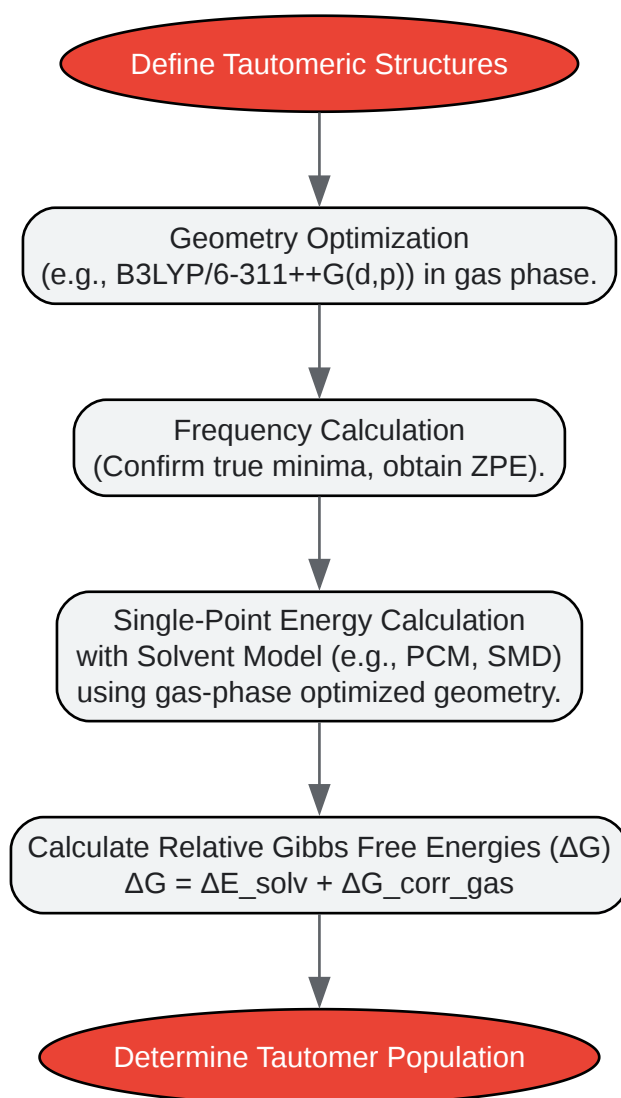 Define Tautomeric Structures
Geometry Optimization
(e.g., B3LYP/6-311++G(d,p)) in gas phase.
Frequency Calculation
(Confirm true minima, obtain ZPE).
Single-Point Energy Calculation
with Solvent Model (e.g., PCM, SMD)
using gas-phase optimized geometry.
Calculate Relative Gibbs Free Energies (ΔG)
ΔG = ΔE_solv + ΔG_corr_gas
Determine Tautomer Population